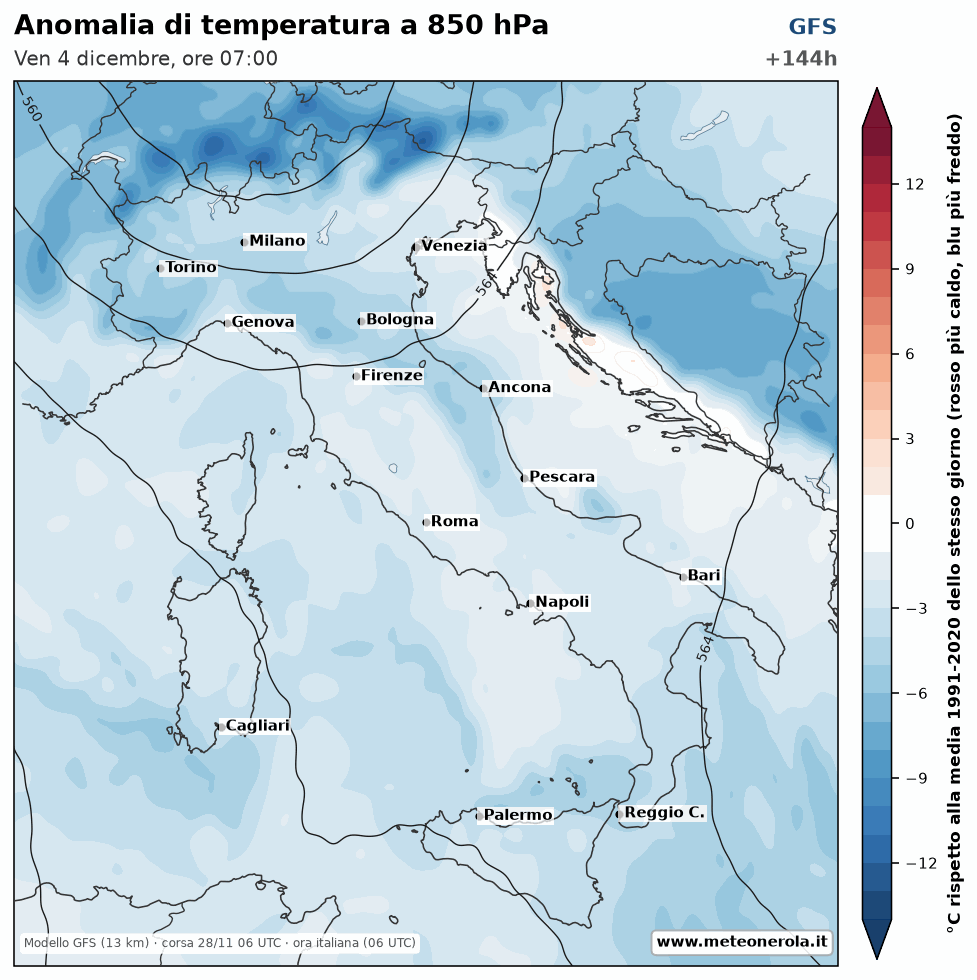 Anomalia di temperatura a 850 hPa
GFS
Ven 4 dicembre, ore 07:00
+144h
560
Milano
Venezia
Torino
564
Genova
Bologna
Firenze
Ancona
Pescara
Roma
Bari
Napoli
564
Cagliari
Palermo
Reggio C.
12
9
6
3
0
−3
−6
−9
−12
°C rispetto alla media 1991-2020 dello stesso giorno (rosso più caldo, blu più freddo)
Modello GFS (13 km) · corsa 28/11 06 UTC · ora italiana (06 UTC)
www.meteonerola.it